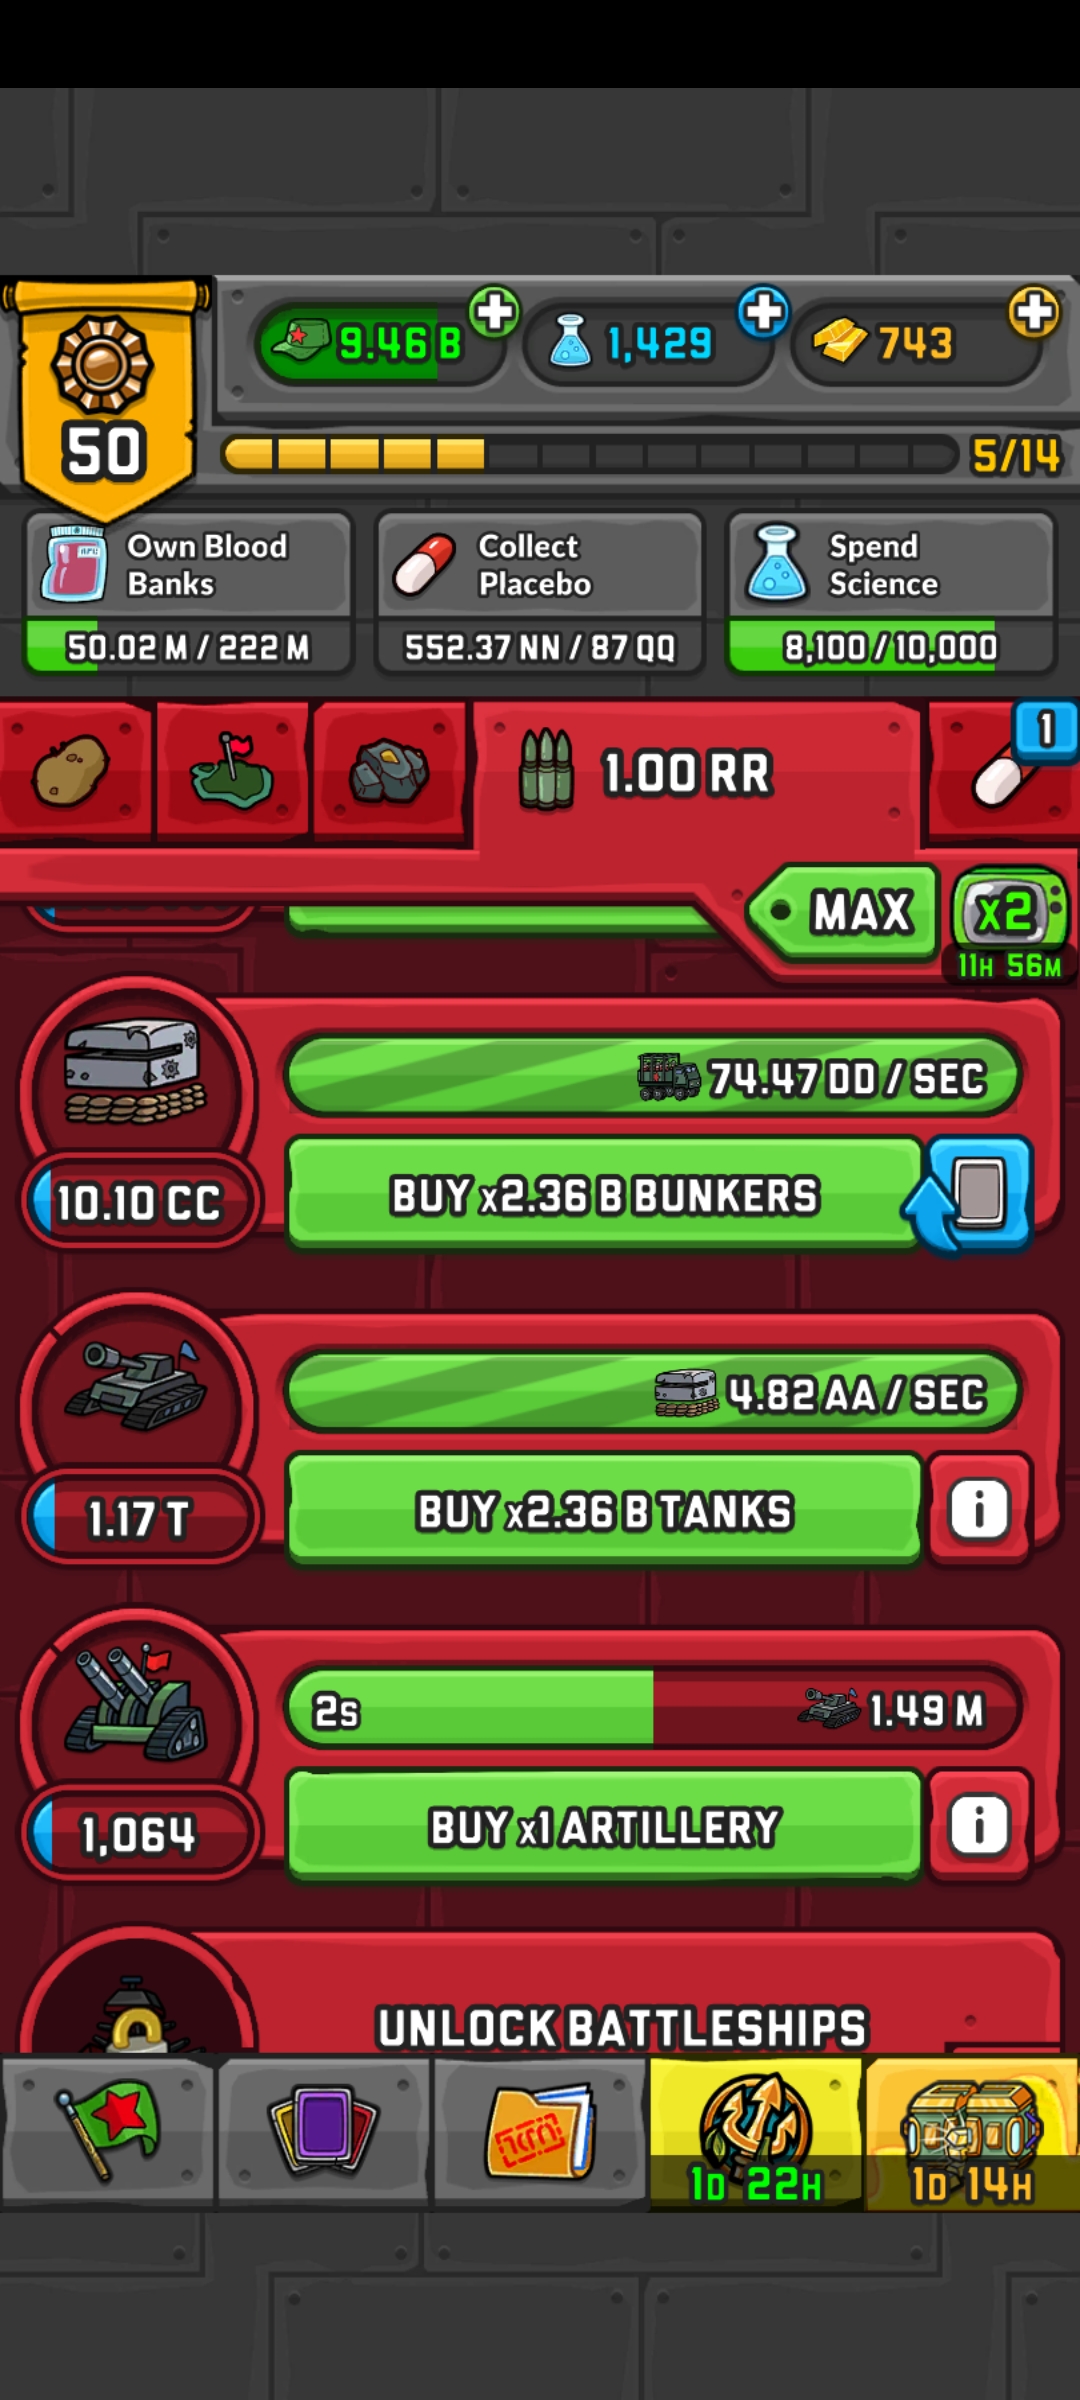 9.46 B
1,429
743
50
5/14
Own Blood
Banks
50.02 M / 222 M
Collect
Placebo
552.37 NN / 87 QQ
Spend
Science
8,100 / 10,000
1.00 RR
1
MAX
x2
11H 56M
74.47 DD / SEC
10.10 CC
BUY x2.36 B BUNKERS
4.82 AA / SEC
1.17 T
BUY x2.36 B TANKS
i
2s
1.49 M
1,064
BUY x1 ARTILLERY
i
UNLOCK BATTLESHIPS
1D 22H
1D 14H